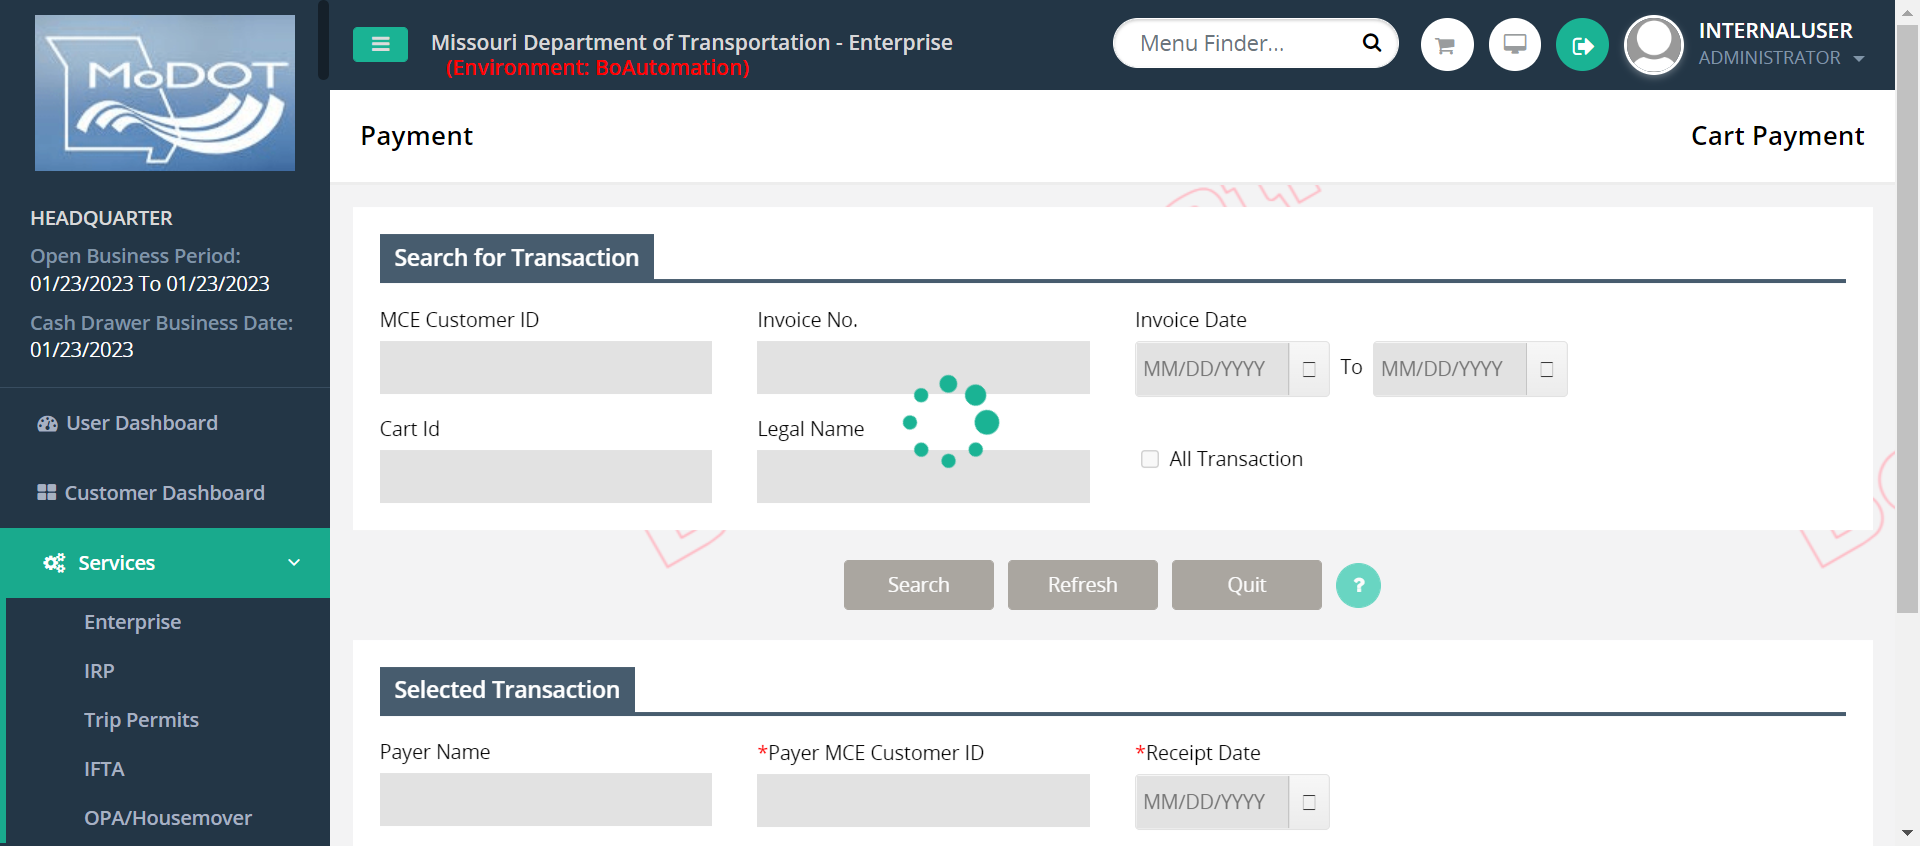 MoDOT
HEADQUARTER
Open Business Period:
01/23/2023 To 01/23/2023
Cash Drawer Business Date:
01/23/2023
User Dashboard
Customer Dashboard
Services
Enterprise
IRP
Trip Permits
IFTA
OPA/Housemover
Missouri Department of Transportation - Enterprise
(Environment: BoAutomation)
Menu Finder...
INTERNALUSER
ADMINISTRATOR
Payment
Cart Payment
Search for Transaction
MCE Customer ID
Invoice No.
Invoice Date
MM/DD/YYYY To MM/DD/YYYY
Cart Id
Legal Name
All Transaction
Search
Refresh
Quit
?
Selected Transaction
Payer Name
*Payer MCE Customer ID
*Receipt Date
MM/DD/YYYY